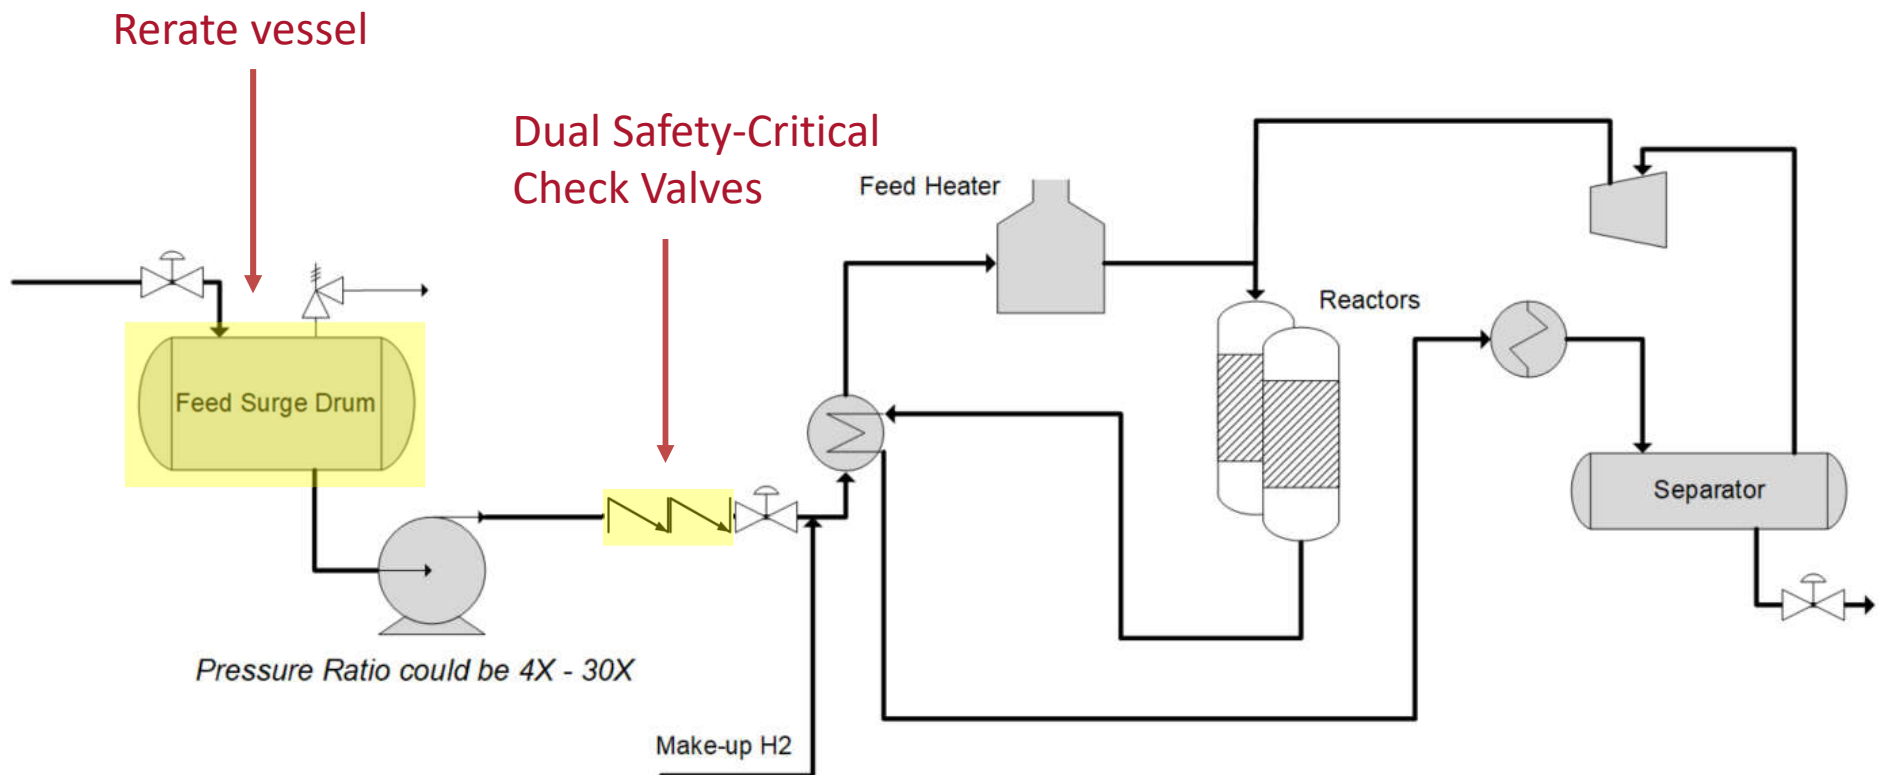 Rerate vessel
Dual Safety-Critical
Check Valves
Feed Heater
Reactors
Feed Surge Drum
Separator
Pressure Ratio could be 4X - 30X
Make-up H2